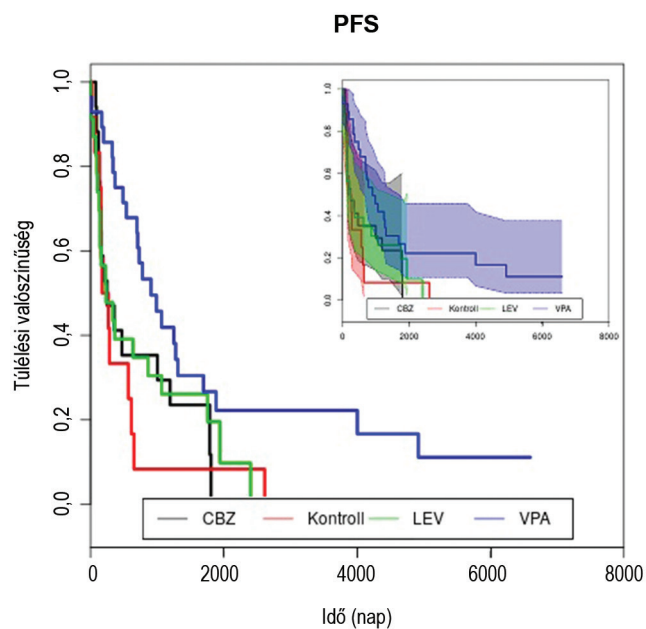 PFS
Túlélési valószínűség
1,0
0,8
0,6
0,4
0,2
0,0
1.0
0.8
0.6
0.4
0.2
0.0
CBZ Kontroll LEV VPA
0 2000 4000 6000 8000
CBZ Kontroll LEV VPA
0 2000 4000 6000 8000
Idő (nap)